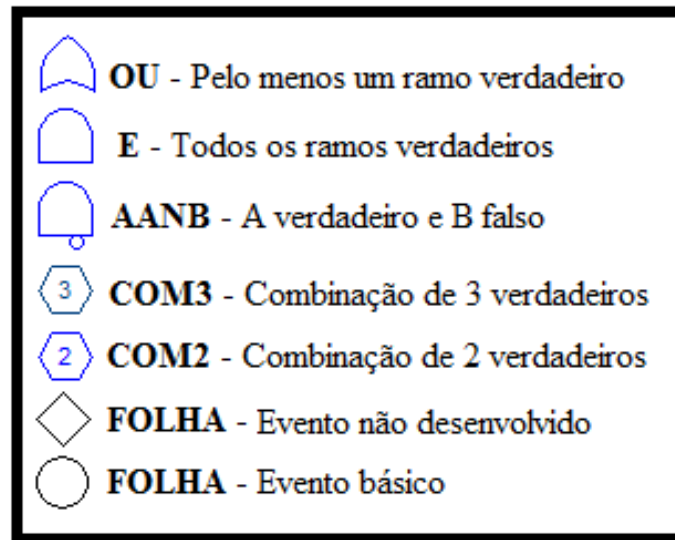 OU - Pelo menos um ramo verdadeiro
E - Todos os ramos verdadeiros
AANB - A verdadeiro e B falso
3 COM3 - Combinação de 3 verdadeiros
2 COM2 - Combinação de 2 verdadeiros
FOLHA - Evento não desenvolvido
FOLHA - Evento básico